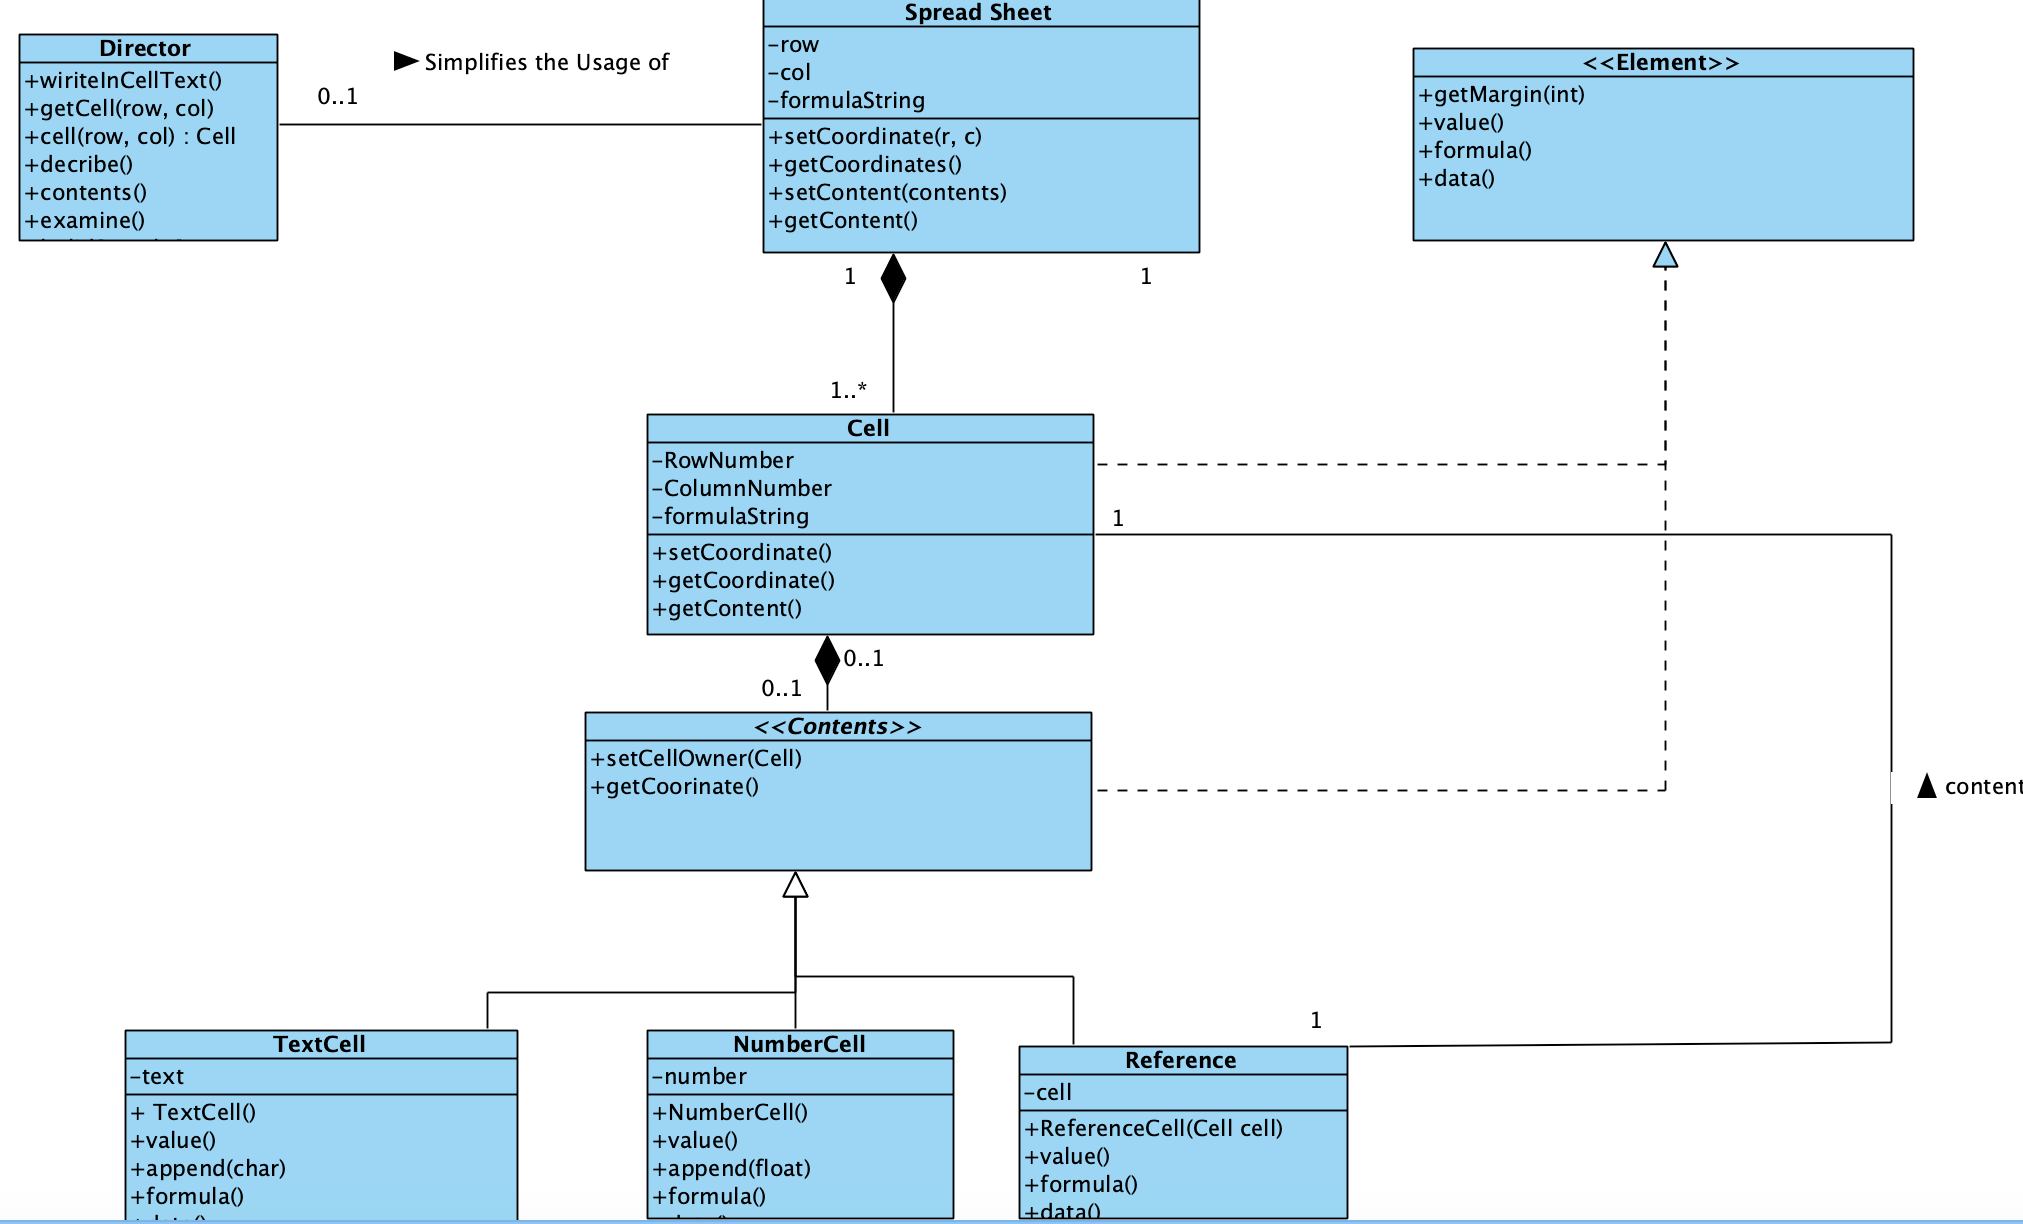 Director
+wiriteInCellText()
+getCell(row, col)
+cell(row, col) : Cell
+decribe()
+contents()
+examine()
0..1
Simplifies the Usage of
Spread Sheet
-row
-col
-formulaString
+setCoordinate(r, c)
+getCoordinates()
+setContent(contents)
+getContent()
<<Element>>
+getMargin(int)
+value()
+formula()
+data()
1
1
1..*
Cell
-RowNumber
-ColumnNumber
-formulaString
+setCoordinate()
+getCoordinate()
+getContent()
1
0..1
0..1
<<Contents>>
+setCellOwner(Cell)
+getCoorinate()
content
1
TextCell
-text
+ TextCell()
+value()
+append(char)
+formula()
NumberCell
-number
+NumberCell()
+value()
+append(float)
+formula()
Reference
-cell
+ReferenceCell(Cell cell)
+value()
+formula()
+data()